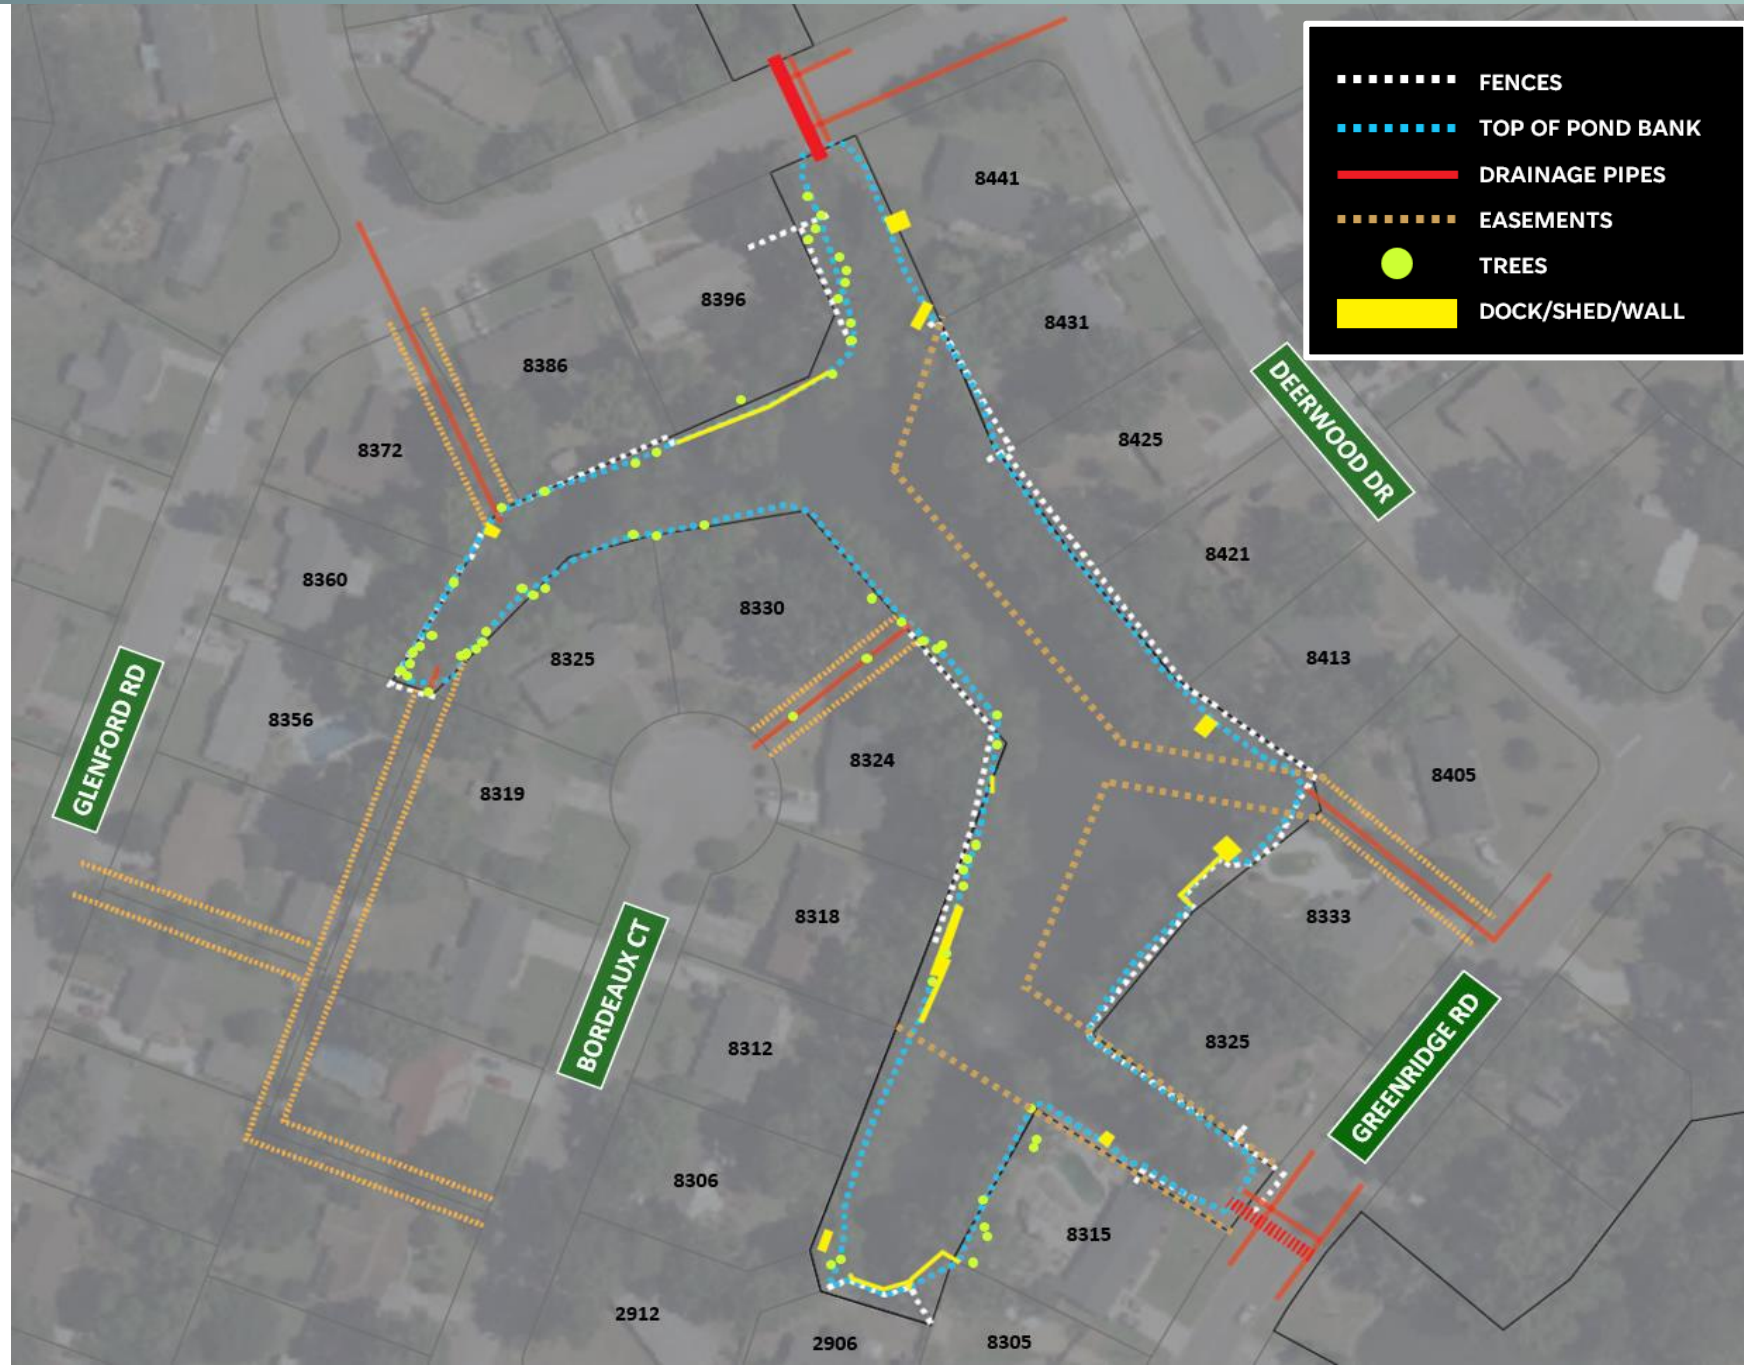 FENCES
TOP OF POND BANK
DRAINAGE PIPES
EASEMENTS
TREES
DOCK/SHED/WALL
8441
8396
8431
8386
DEERWOOD DR
8425
8372
8421
8360
8330
8325
8413
GLENFORD RD
8356
8324
8405
8319
8318
8333
BORDEAUX CT
8312
8325
GREENRIDGE RD
8306
8315
2912
2906
8305